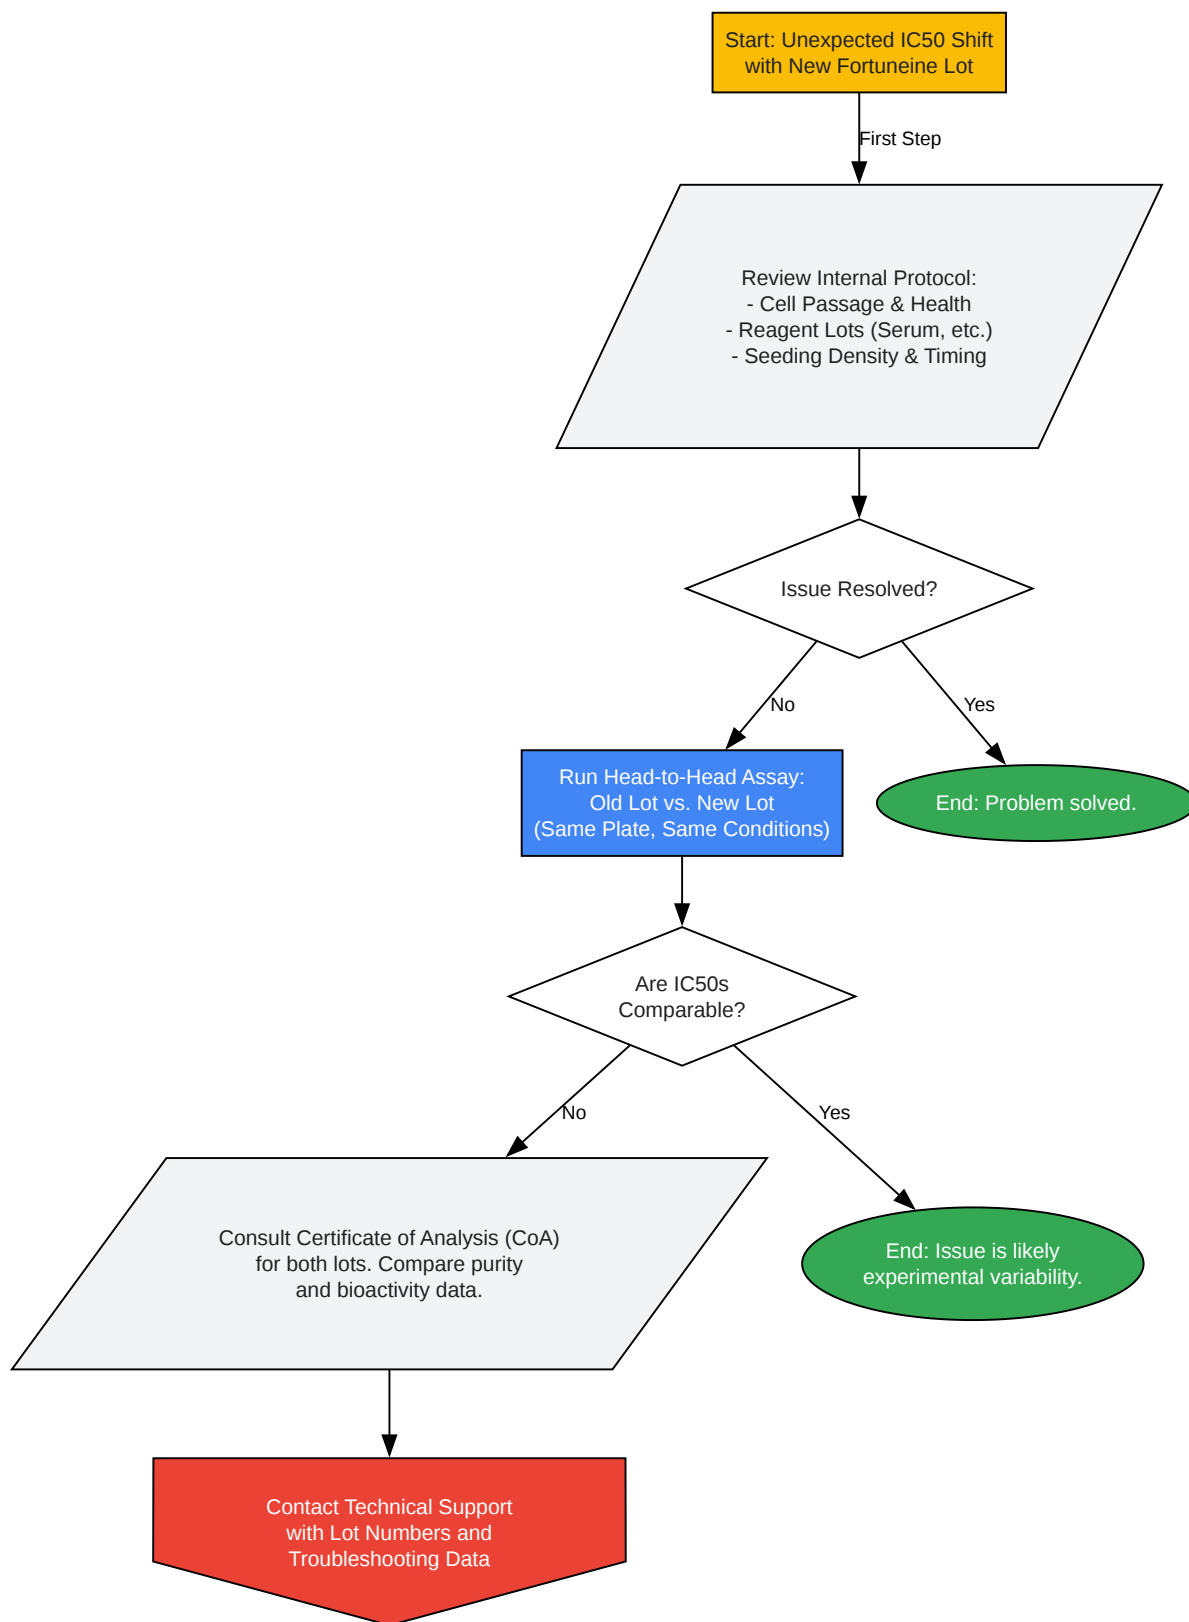 Start: Unexpected IC50 Shift
with New Fortuneine Lot
First Step
Review Internal Protocol:
- Cell Passage & Health
- Reagent Lots (Serum, etc.)
- Seeding Density & Timing
Issue Resolved?
No
Yes
Run Head-to-Head Assay:
Old Lot vs. New Lot
(Same Plate, Same Conditions)
End: Problem solved.
Are IC50s
Comparable?
No
Yes
Consult Certificate of Analysis (CoA)
for both lots. Compare purity
and bioactivity data.
End: Issue is likely
experimental variability.
Contact Technical Support
with Lot Numbers and
Troubleshooting Data